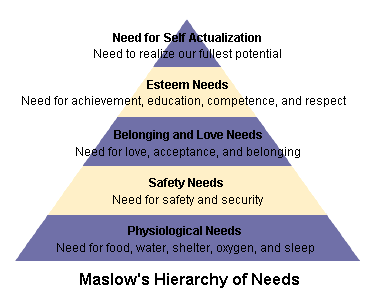 Need for Self Actualization
Need to realize our fullest potential
Esteem Needs
Need for achievement, education, competence, and respect
Belonging and Love Needs
Need for love, acceptance, and belonging
Safety Needs
Need for safety and security
Physiological Needs
Need for food, water, shelter, oxygen, and sleep
Maslow's Hierarchy of Needs